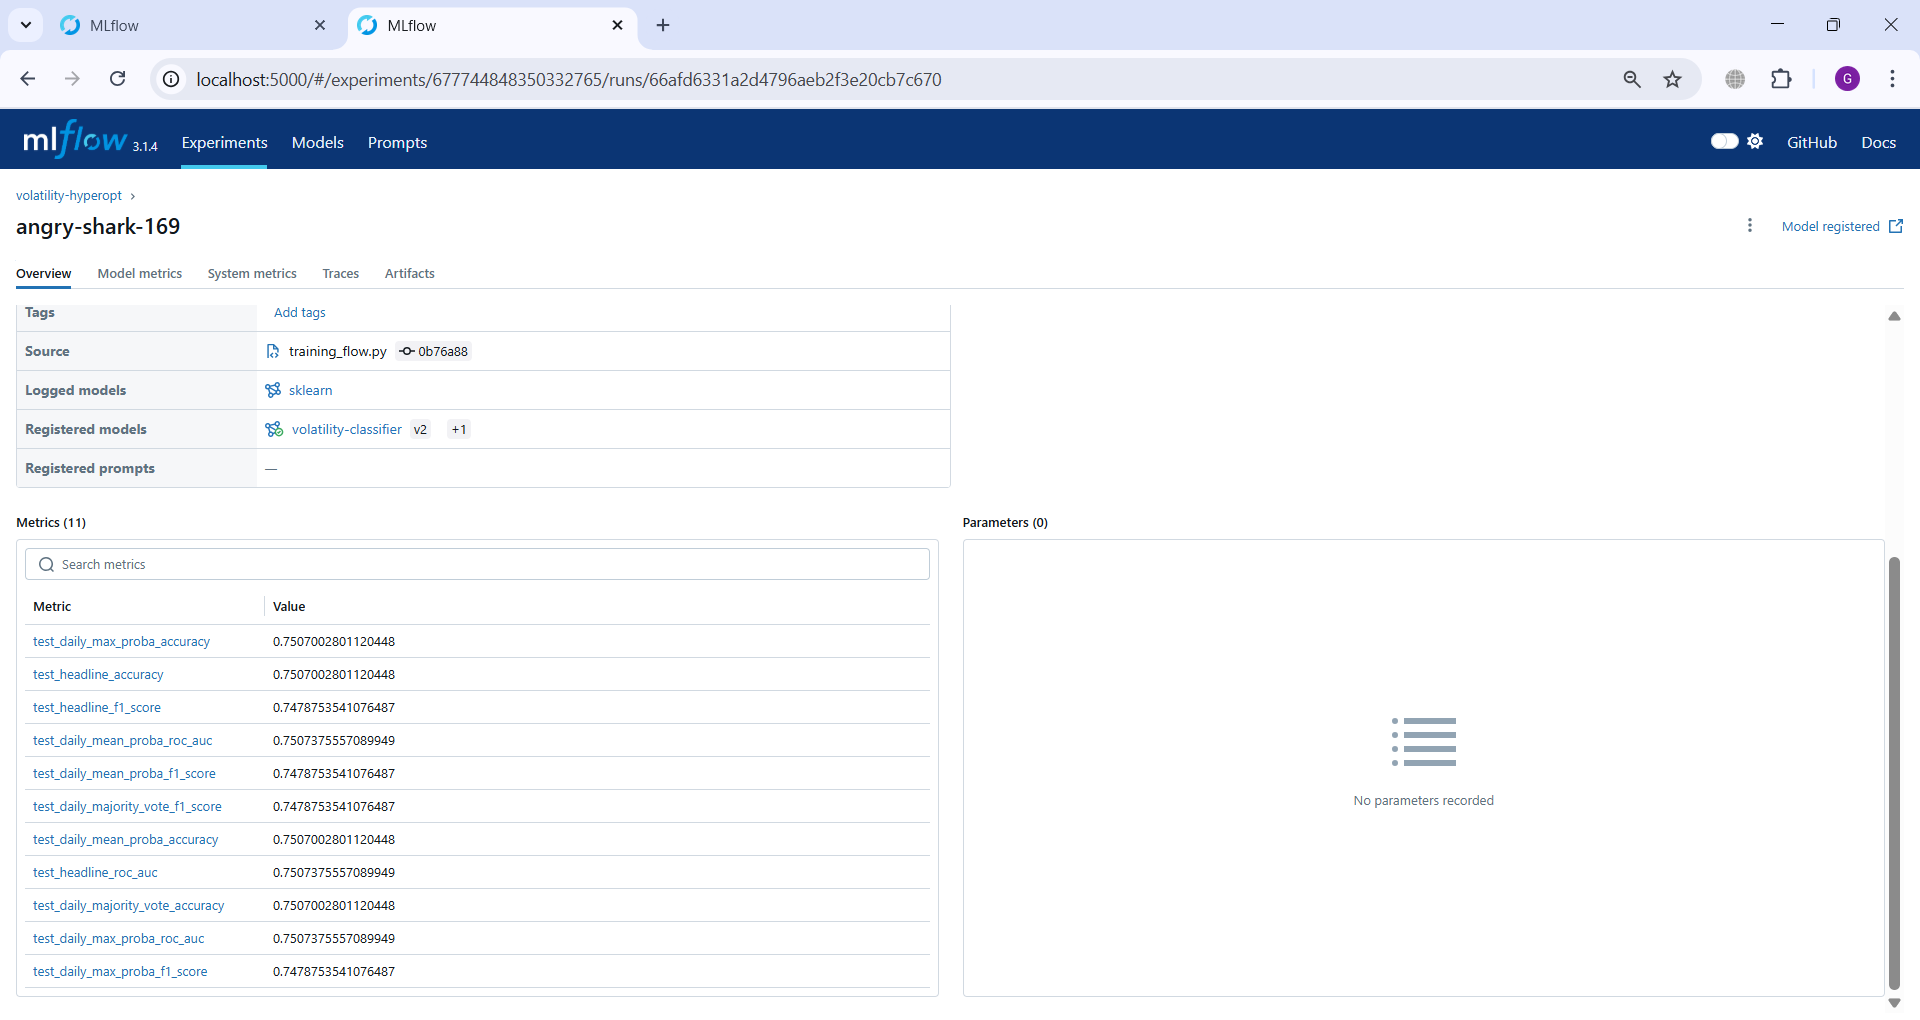 MLflow
MLflow
localhost:5000/#/experiments/677744848350332765/runs/66afd6331a2d4796aeb2f3e20cb7c670
G
mlflow 3.1.4 Experiments Models Prompts GitHub Docs
volatility-hyperopt
angry-shark-169
Model registered
Overview Model metrics System metrics Traces Artifacts
Tags Add tags
Source training_flow.py 0b76a88
Logged models sklearn
Registered models volatility-classifier v2 +1
Registered prompts —
Metrics (11)
Search metrics
Metric Value
test_daily_max_proba_accuracy 0.7507002801120448
test_headline_accuracy 0.7507002801120448
test_headline_f1_score 0.7478753541076487
test_daily_mean_proba_roc_auc 0.7507375557089949
test_daily_mean_proba_f1_score 0.7478753541076487
test_daily_majority_vote_f1_score 0.7478753541076487
test_daily_mean_proba_accuracy 0.7507002801120448
test_headline_roc_auc 0.7507375557089949
test_daily_majority_vote_accuracy 0.7507002801120448
test_daily_max_proba_roc_auc 0.7507375557089949
test_daily_max_proba_f1_score 0.7478753541076487
Parameters (0)
No parameters recorded